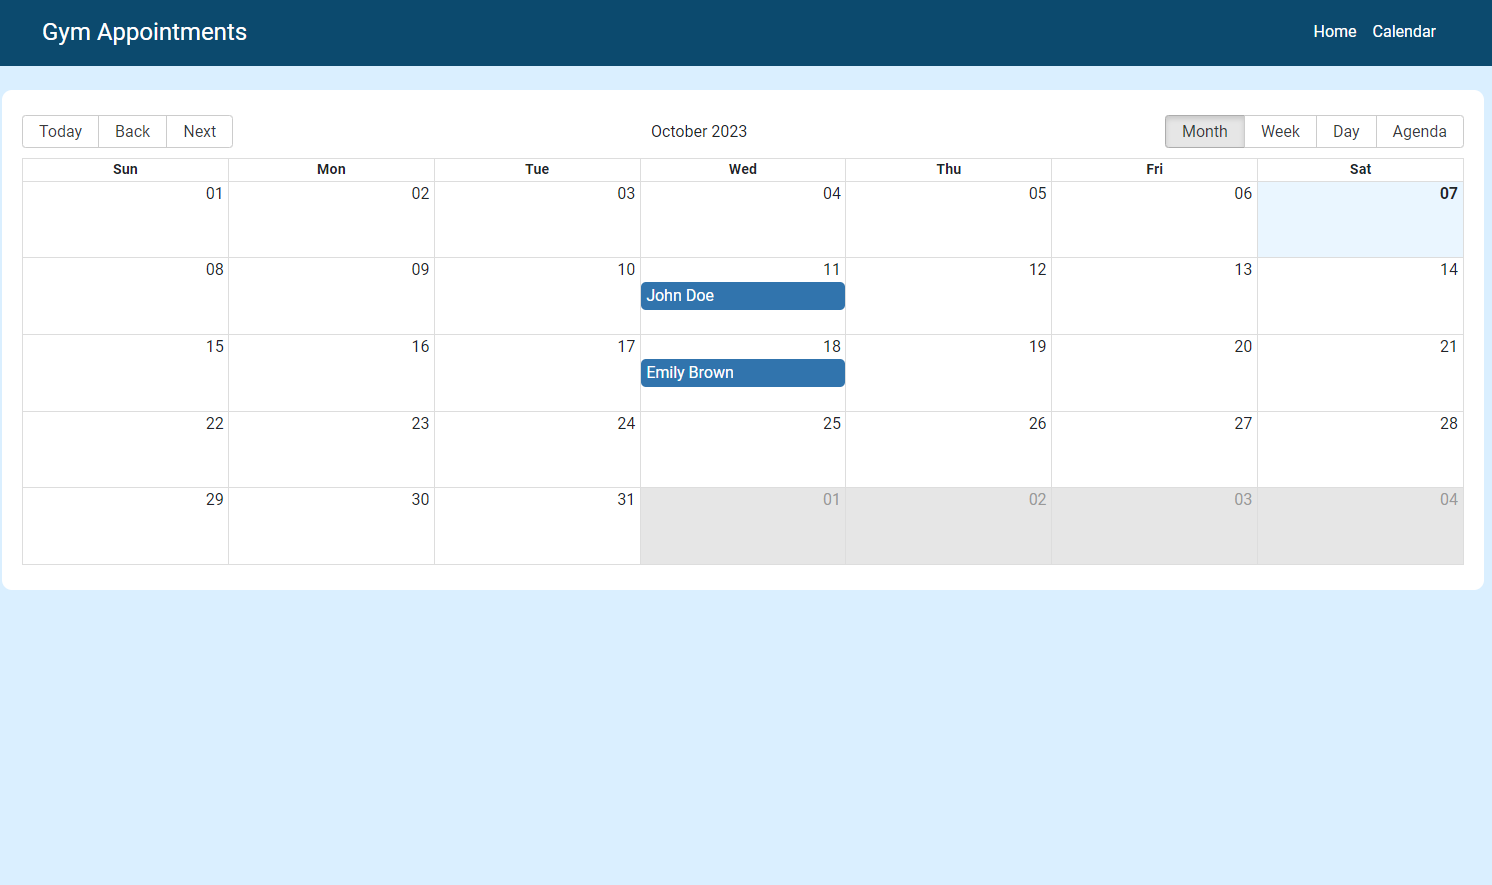 Gym Appointments
Home Calendar
Today Back Next
October 2023
Month Week Day Agenda
Sun Mon Tue Wed Thu Fri Sat
01 02 03 04 05 06 07
08 09 10 11 12 13 14
John Doe
15 16 17 18 19 20 21
Emily Brown
22 23 24 25 26 27 28
29 30 31 01 02 03 04